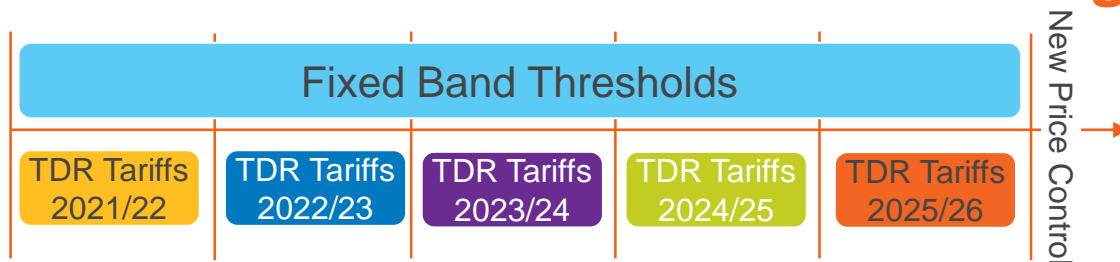 Fixed Band Thresholds
TDR Tariffs
2021/22
TDR Tariffs
2022/23
TDR Tariffs
2023/24
TDR Tariffs
2024/25
TDR Tariffs
2025/26
New Price Control